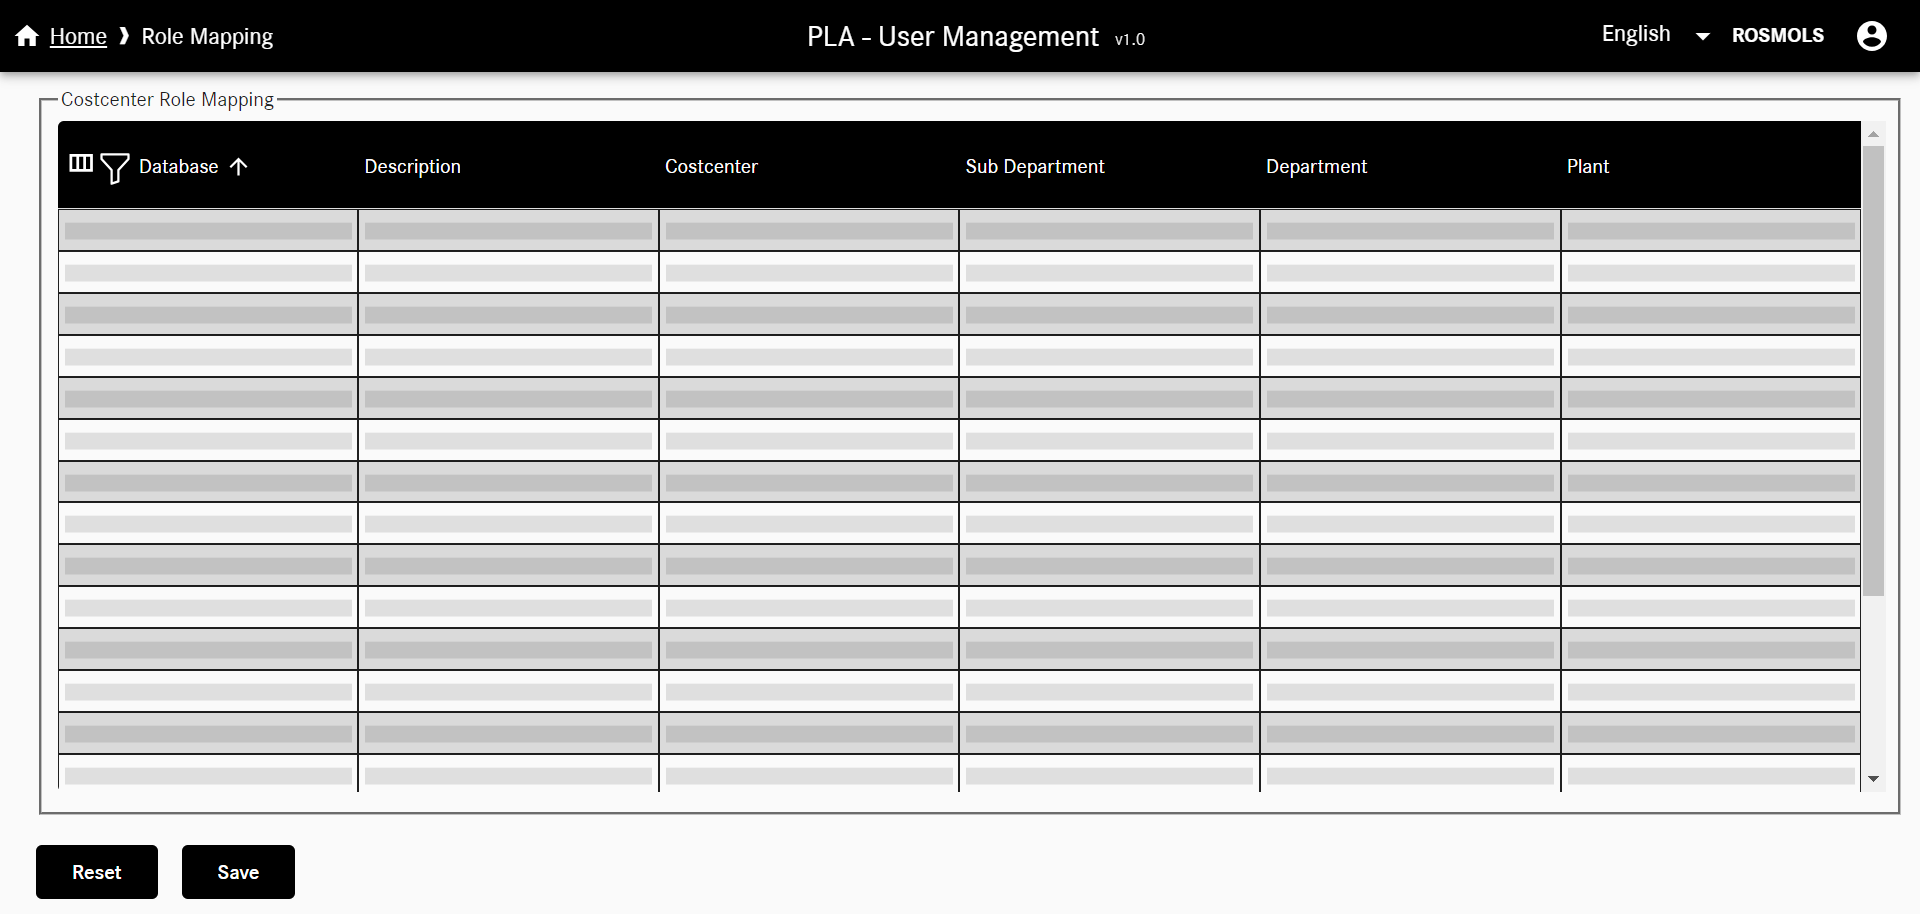 Home ❱ Role Mapping
PLA - User Management v1.0
English
ROSMOLS
Costcenter Role Mapping
Database Description Costcenter Sub Department Department Plant
Reset Save